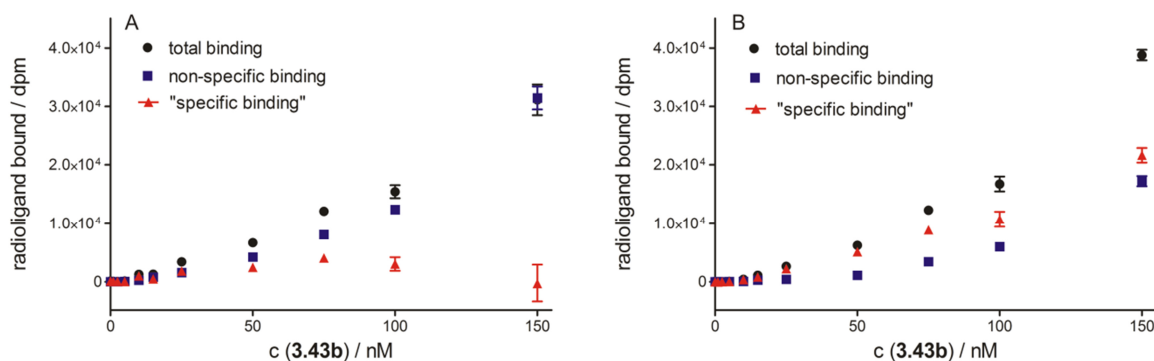 A
total binding
non-specific binding
"specific binding"
radioligand bound / dpm
4.0×10⁴
3.0×10⁴
2.0×10⁴
1.0×10⁴
0
0
50
100
150
c (3.43b) / nM
B
total binding
non-specific binding
"specific binding"
radioligand bound / dpm
4.0×10⁴
3.0×10⁴
2.0×10⁴
1.0×10⁴
0
0
50
100
150
c (3.43b) / nM